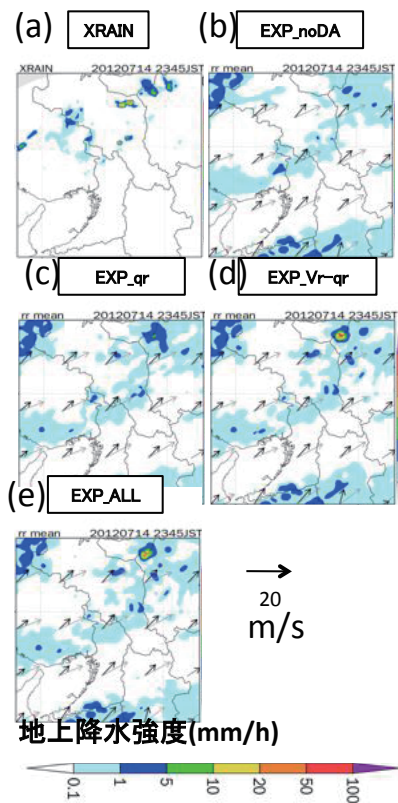 (a) XRAIN (b) EXP_noDA
XRAIN 20120714 2345JST rr mean 20120714 2345JST
(c) EXP_qr (d) EXP_Vr-qr
rr mean 20120714 2345JST rr mean 20120714 2345JST
(e) EXP_ALL
rr mean 20120714 2345JST
20
m/s
地上降水強度(mm/h)
0.1 1 5 10 20 50 100